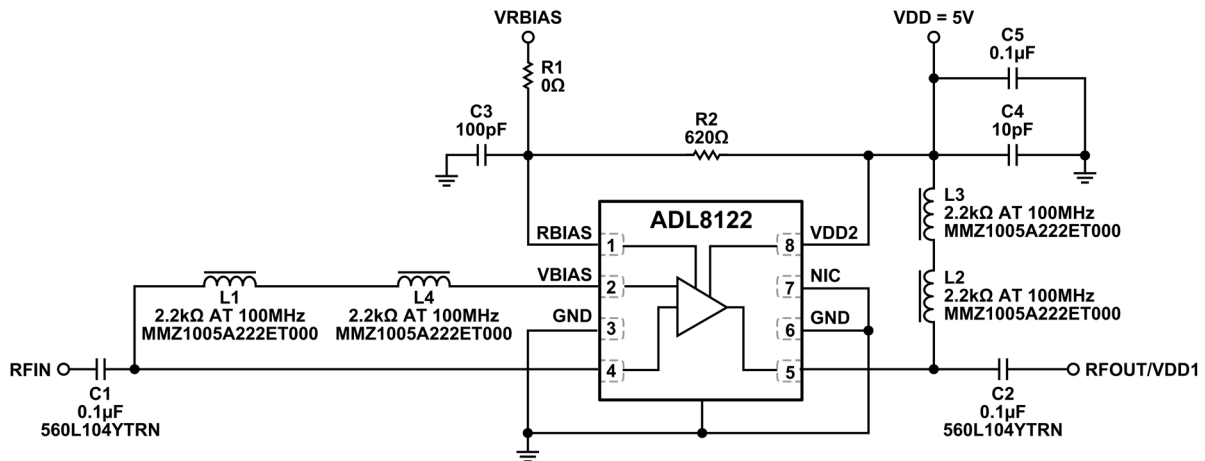 VRBIAS
VDD = 5V
R1
0Ω
C5
0.1µF
C3
100pF
R2
620Ω
C4
10pF
ADL8122
L3
2.2kΩ AT 100MHz
MMZ1005A222ET000
RBIAS
1
8
VDD2
VBIAS
2
7
NIC
L1
2.2kΩ AT 100MHz
MMZ1005A222ET000
L4
2.2kΩ AT 100MHz
MMZ1005A222ET000
L2
2.2kΩ AT 100MHz
MMZ1005A222ET000
GND
3
6
GND
RFIN
4
5
RFOUT/VDD1
C1
0.1µF
560L104YTRN
C2
0.1µF
560L104YTRN